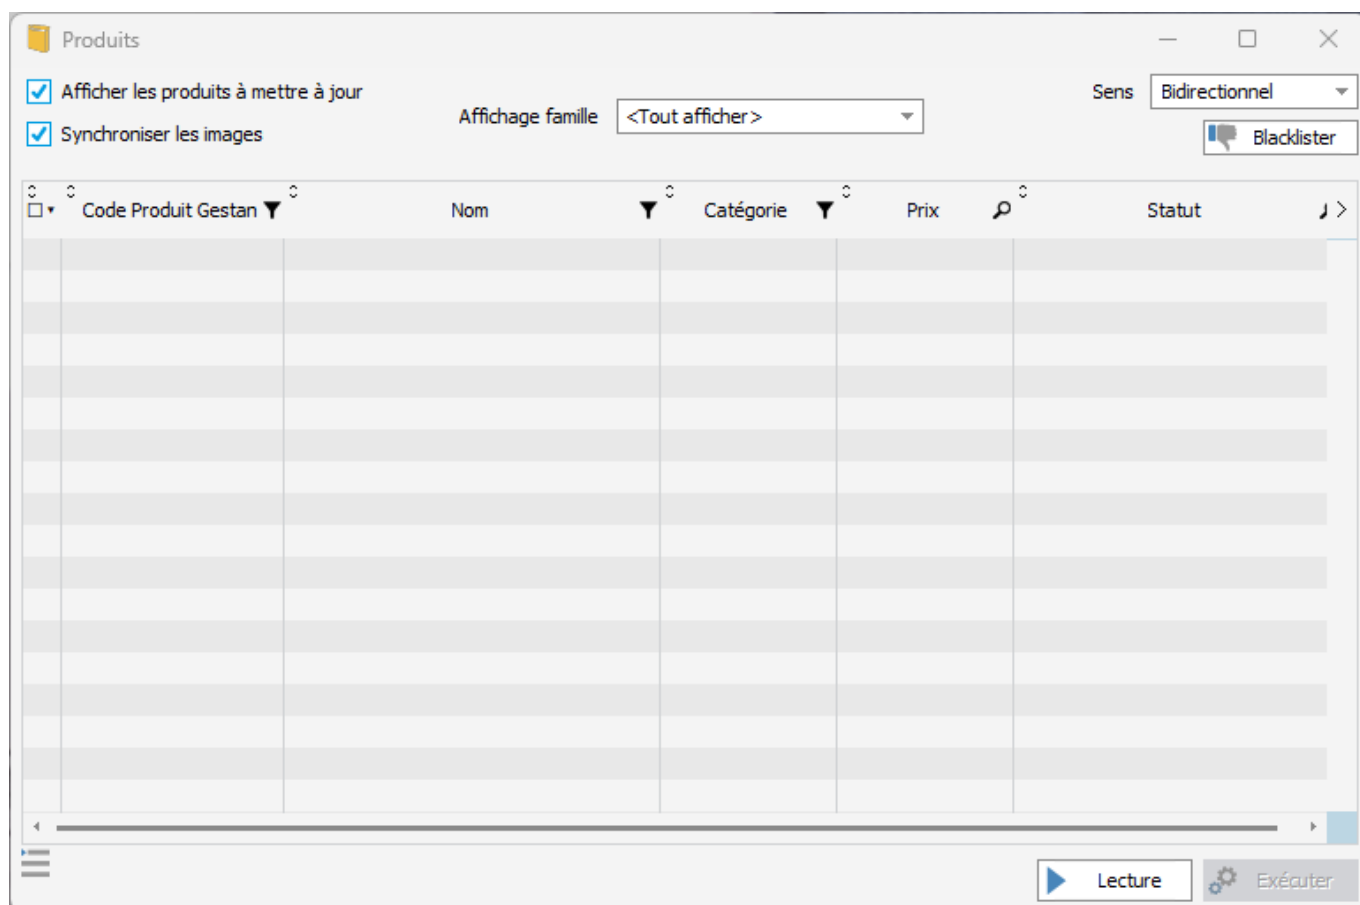 Produits
Afficher les produits à mettre à jour
Synchroniser les images
Affichage famille <Tout afficher>
Sens Bidirectionnel
Blacklister
Code Produit Gestan Nom Catégorie Prix Statut
Lecture Exécuter